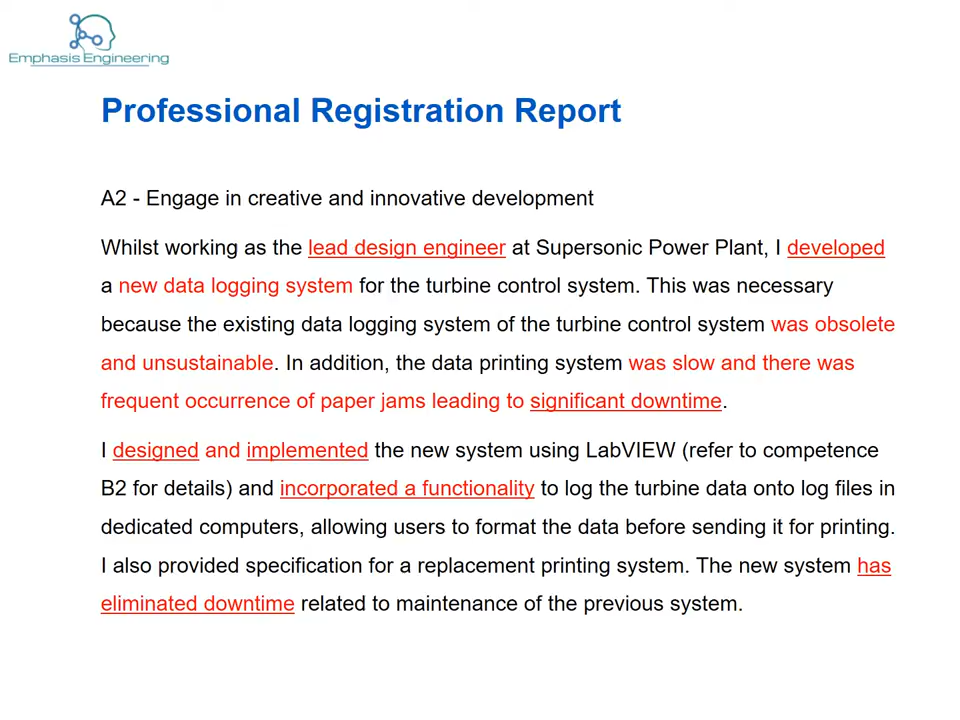 Emphasis Engineering
Professional Registration Report
A2 - Engage in creative and innovative development
Whilst working as the lead design engineer at Supersonic Power Plant, I developed
a new data logging system for the turbine control system. This was necessary
because the existing data logging system of the turbine control system was obsolete
and unsustainable. In addition, the data printing system was slow and there was
frequent occurrence of paper jams leading to significant downtime.
I designed and implemented the new system using LabVIEW (refer to competence
B2 for details) and incorporated a functionality to log the turbine data onto log files in
dedicated computers, allowing users to format the data before sending it for printing.
I also provided specification for a replacement printing system. The new system has
eliminated downtime related to maintenance of the previous system.